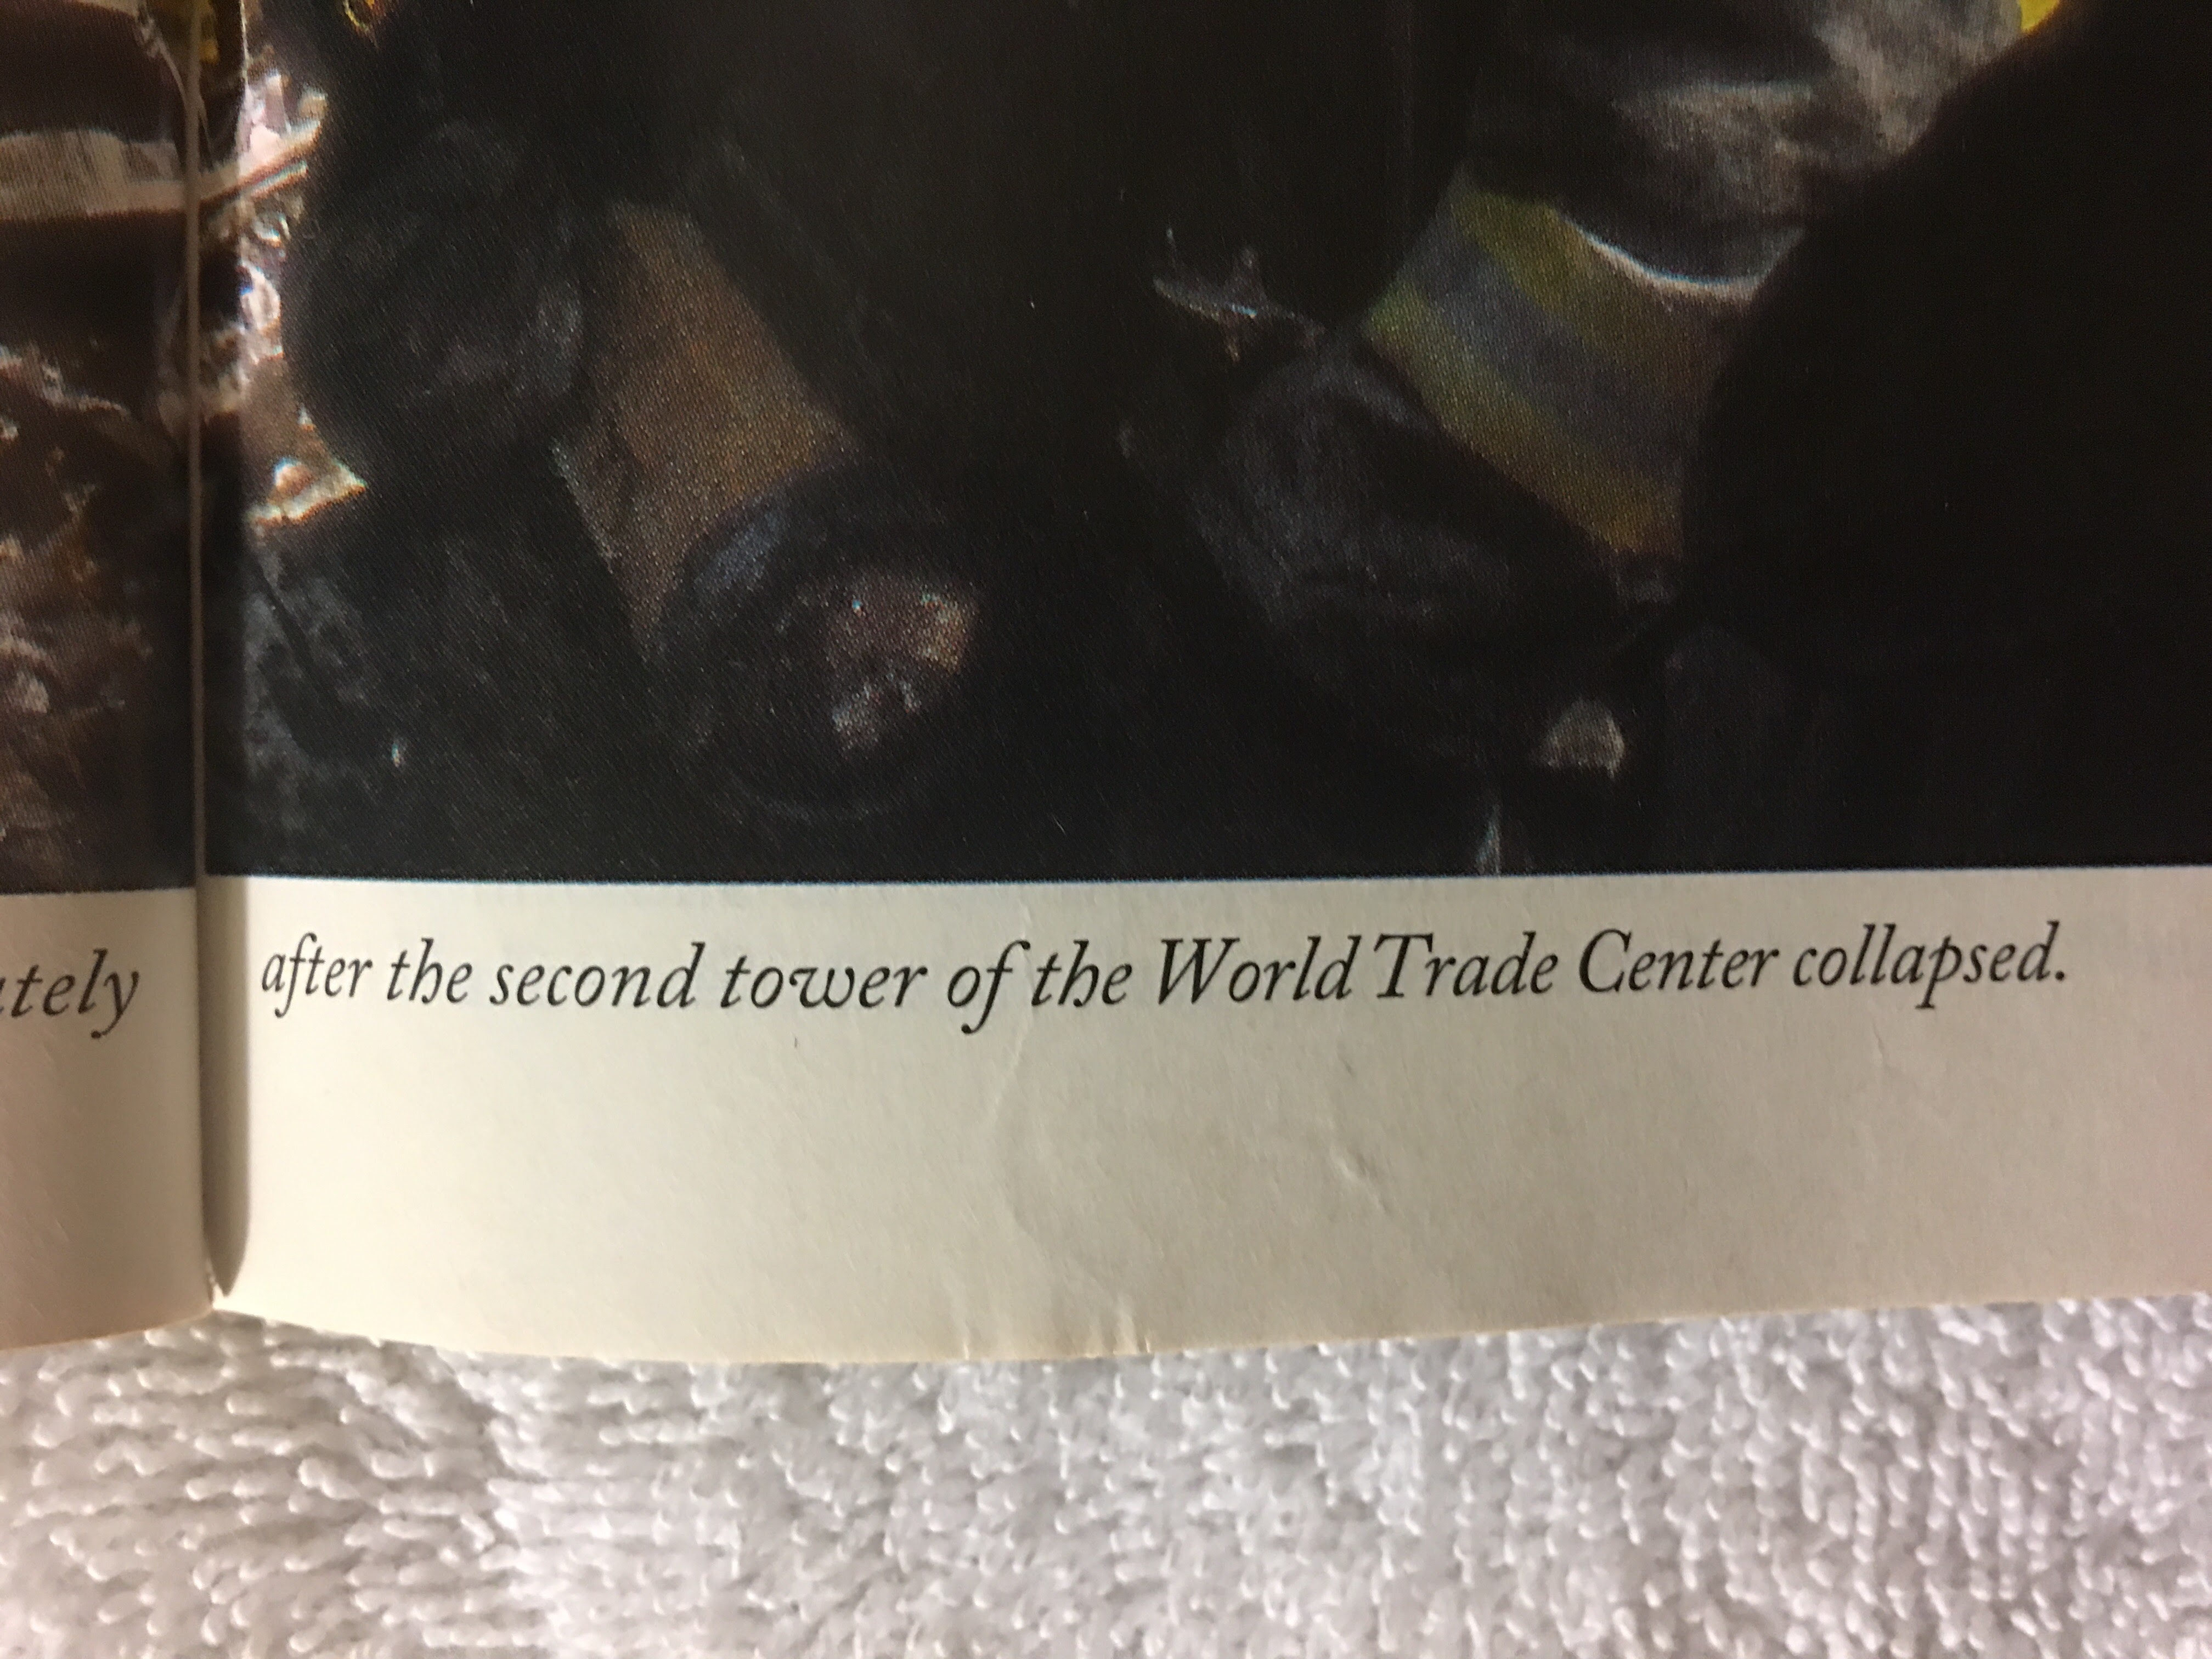 after the second tower of the World Trade Center collapsed.